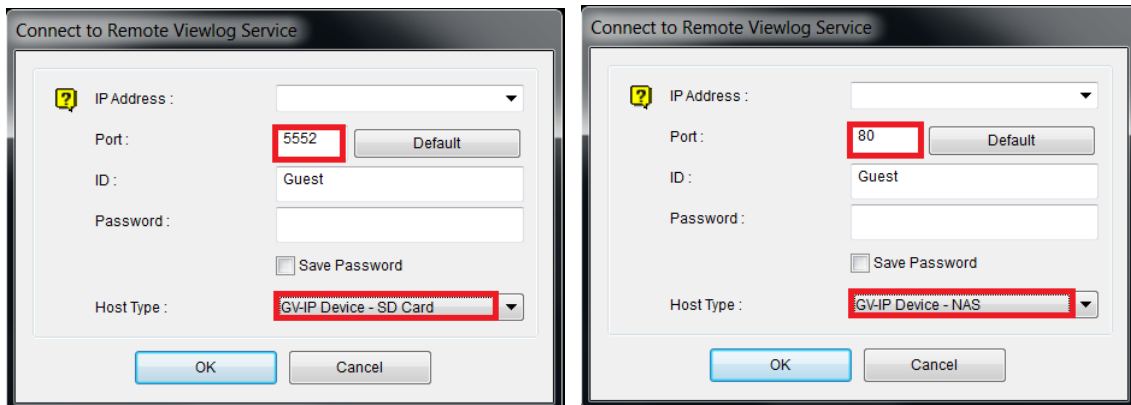 Connect to Remote Viewlog Service
IP Address :
Port : 5552 Default
ID : Guest
Password :
Save Password
Host Type : GV-IP Device - SD Card
OK Cancel
Connect to Remote Viewlog Service
IP Address :
Port : 80 Default
ID : Guest
Password :
Save Password
Host Type : GV-IP Device - NAS
OK Cancel